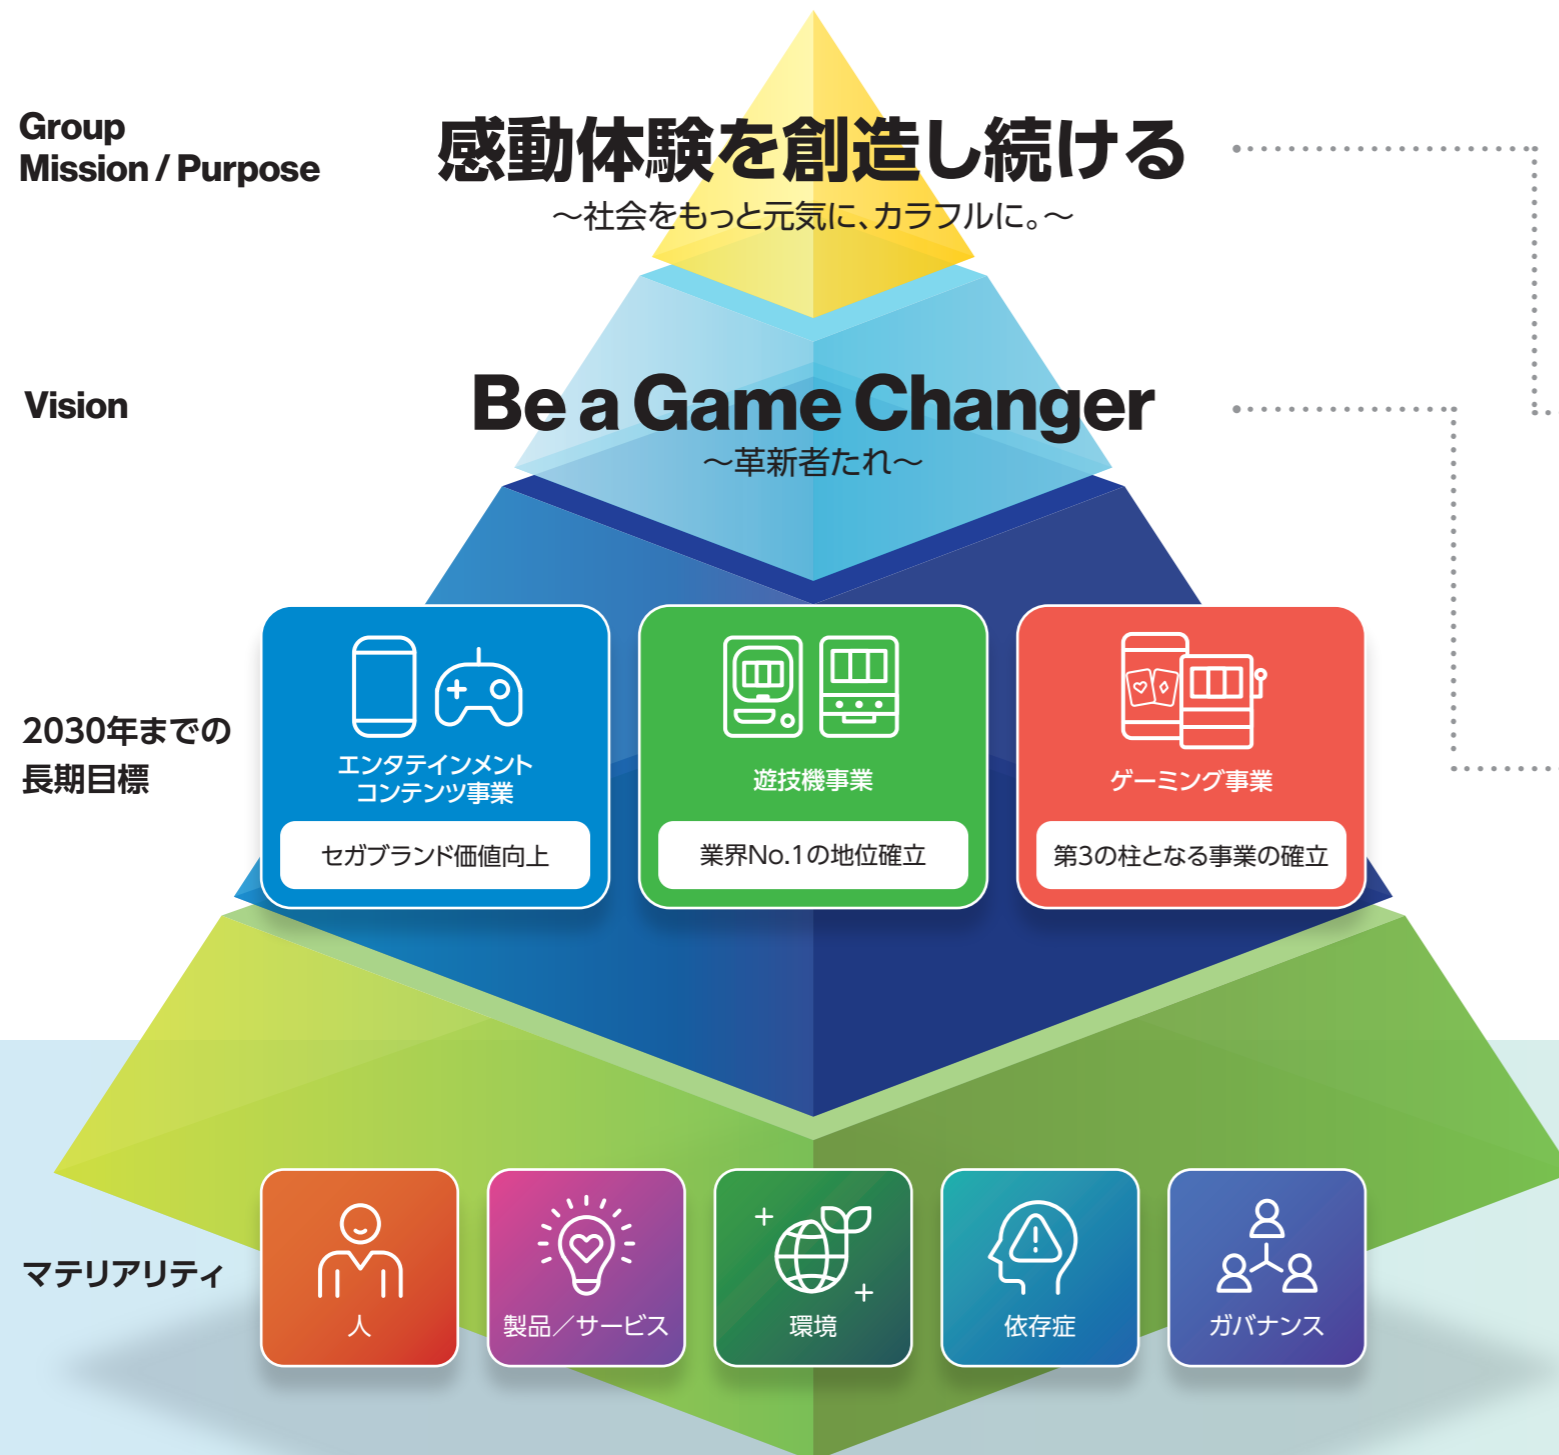 Group
Mission / Purpose
感動体験を創造し続ける
～社会をもっと元気に、カラフルに。～
Vision
Be a Game Changer
～革新者たれ～
2030年までの
長期目標
エンタテインメント
コンテンツ事業
セガブランド価値向上
遊技機事業
業界No.1の地位確立
ゲーミング事業
第3の柱となる事業の確立
マテリアリティ
人
製品／サービス
環境
依存症
ガバナンス